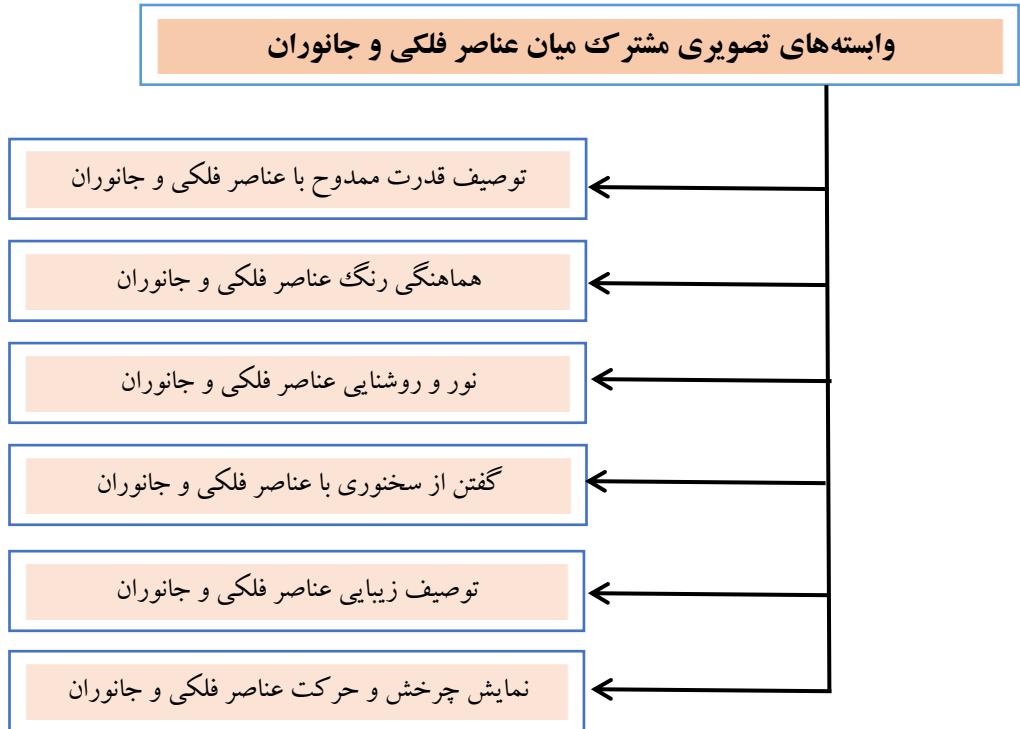 وابسته‌های تصویری مشترک میان عناصر فلکی و جانوران
توصیف قدرت ممدوح با عناصر فلکی و جانوران
هماهنگی رنگ عناصر فلکی و جانوران
نور و روشنایی عناصر فلکی و جانوران
گفتن از سخنوری با عناصر فلکی و جانوران
توصیف زیبایی عناصر فلکی و جانوران
نمایش چرخش و حرکت عناصر فلکی و جانوران